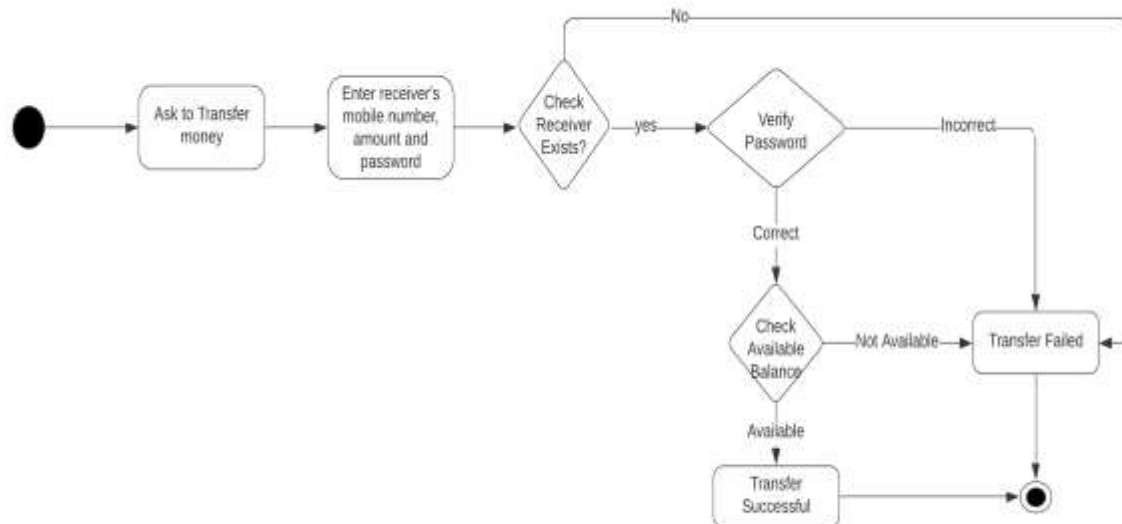 No
Ask to Transfer
money
Enter receiver's
mobile number,
amount and
password
Check
Receiver
Exists?
yes
Verify
Password
Incorrect
Correct
Check
Available
Balance
Not Available
Transfer Failed
Available
Transfer
Successful